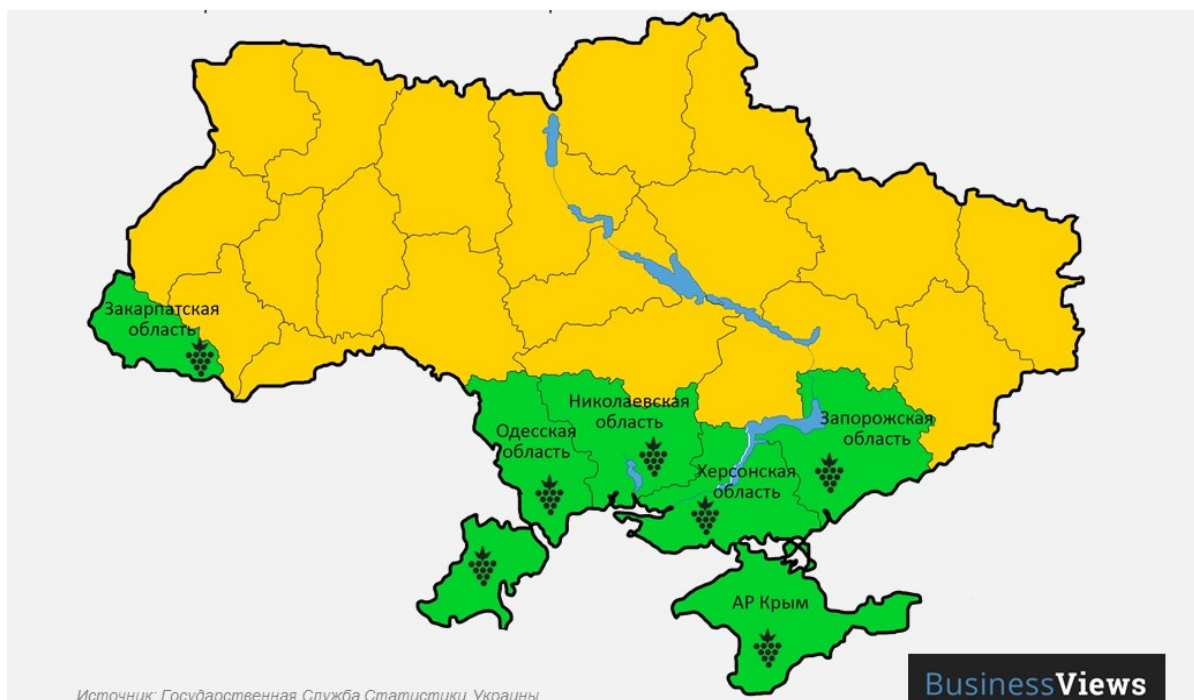 Закарпатская
область
Николаевская
область
Одесская
область
Запорожская
область
Херсонская
область
АР Крым
Источник: Государственная Служба Статистики Украины
BusinessViews